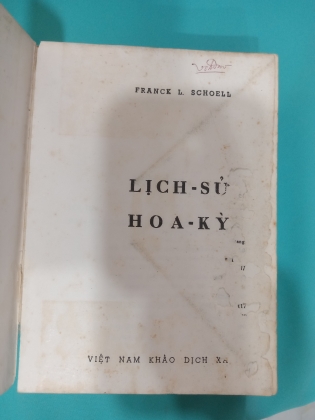 FRANCK L. SCHOELL
LỊCH-SỬ
HOA-KỲ
VIỆT NAM KHẢO DỊCH XÃ